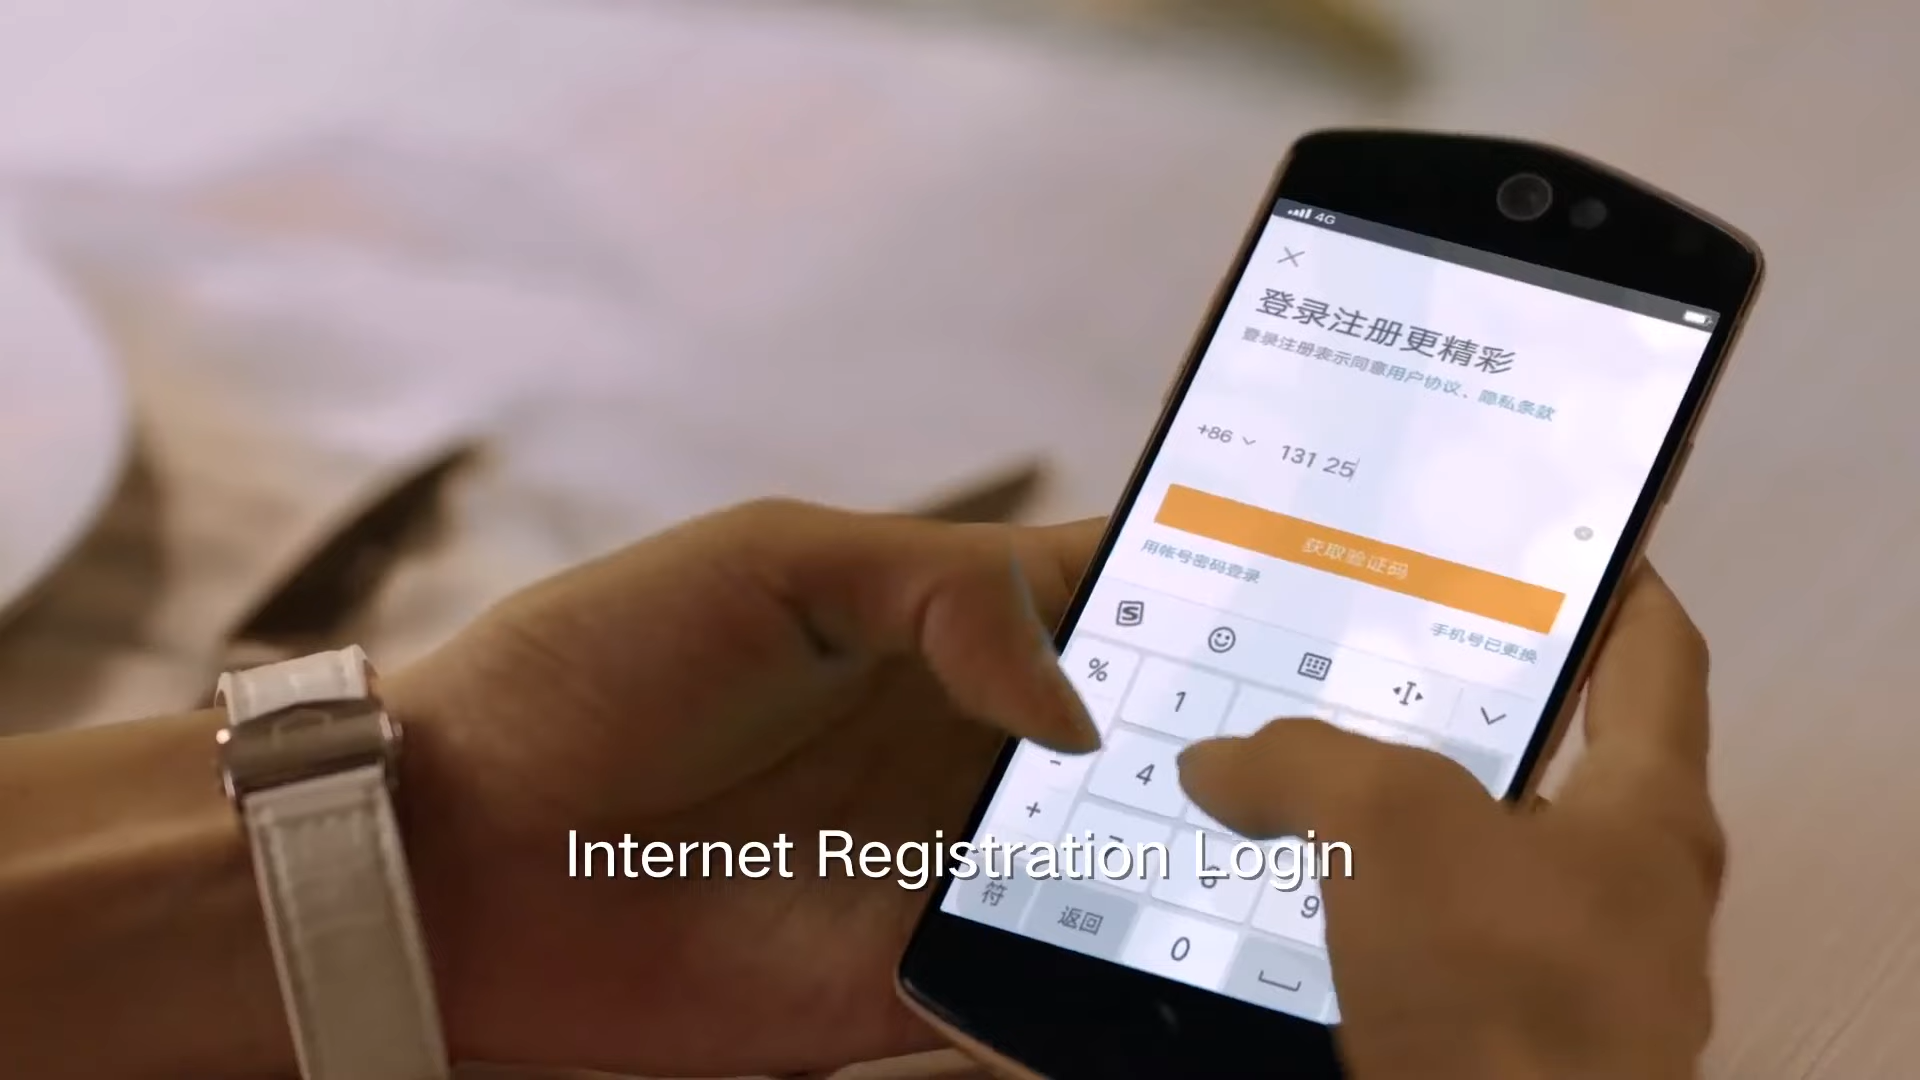 4G
登录注册更精彩
登录注册表示同意用户协议、隐私条款
+86 131 25
获取验证码
用帐号密码登录
手机号已更换
S
% 1
- 4
+
Internet Registration Login
9
符 返回 0